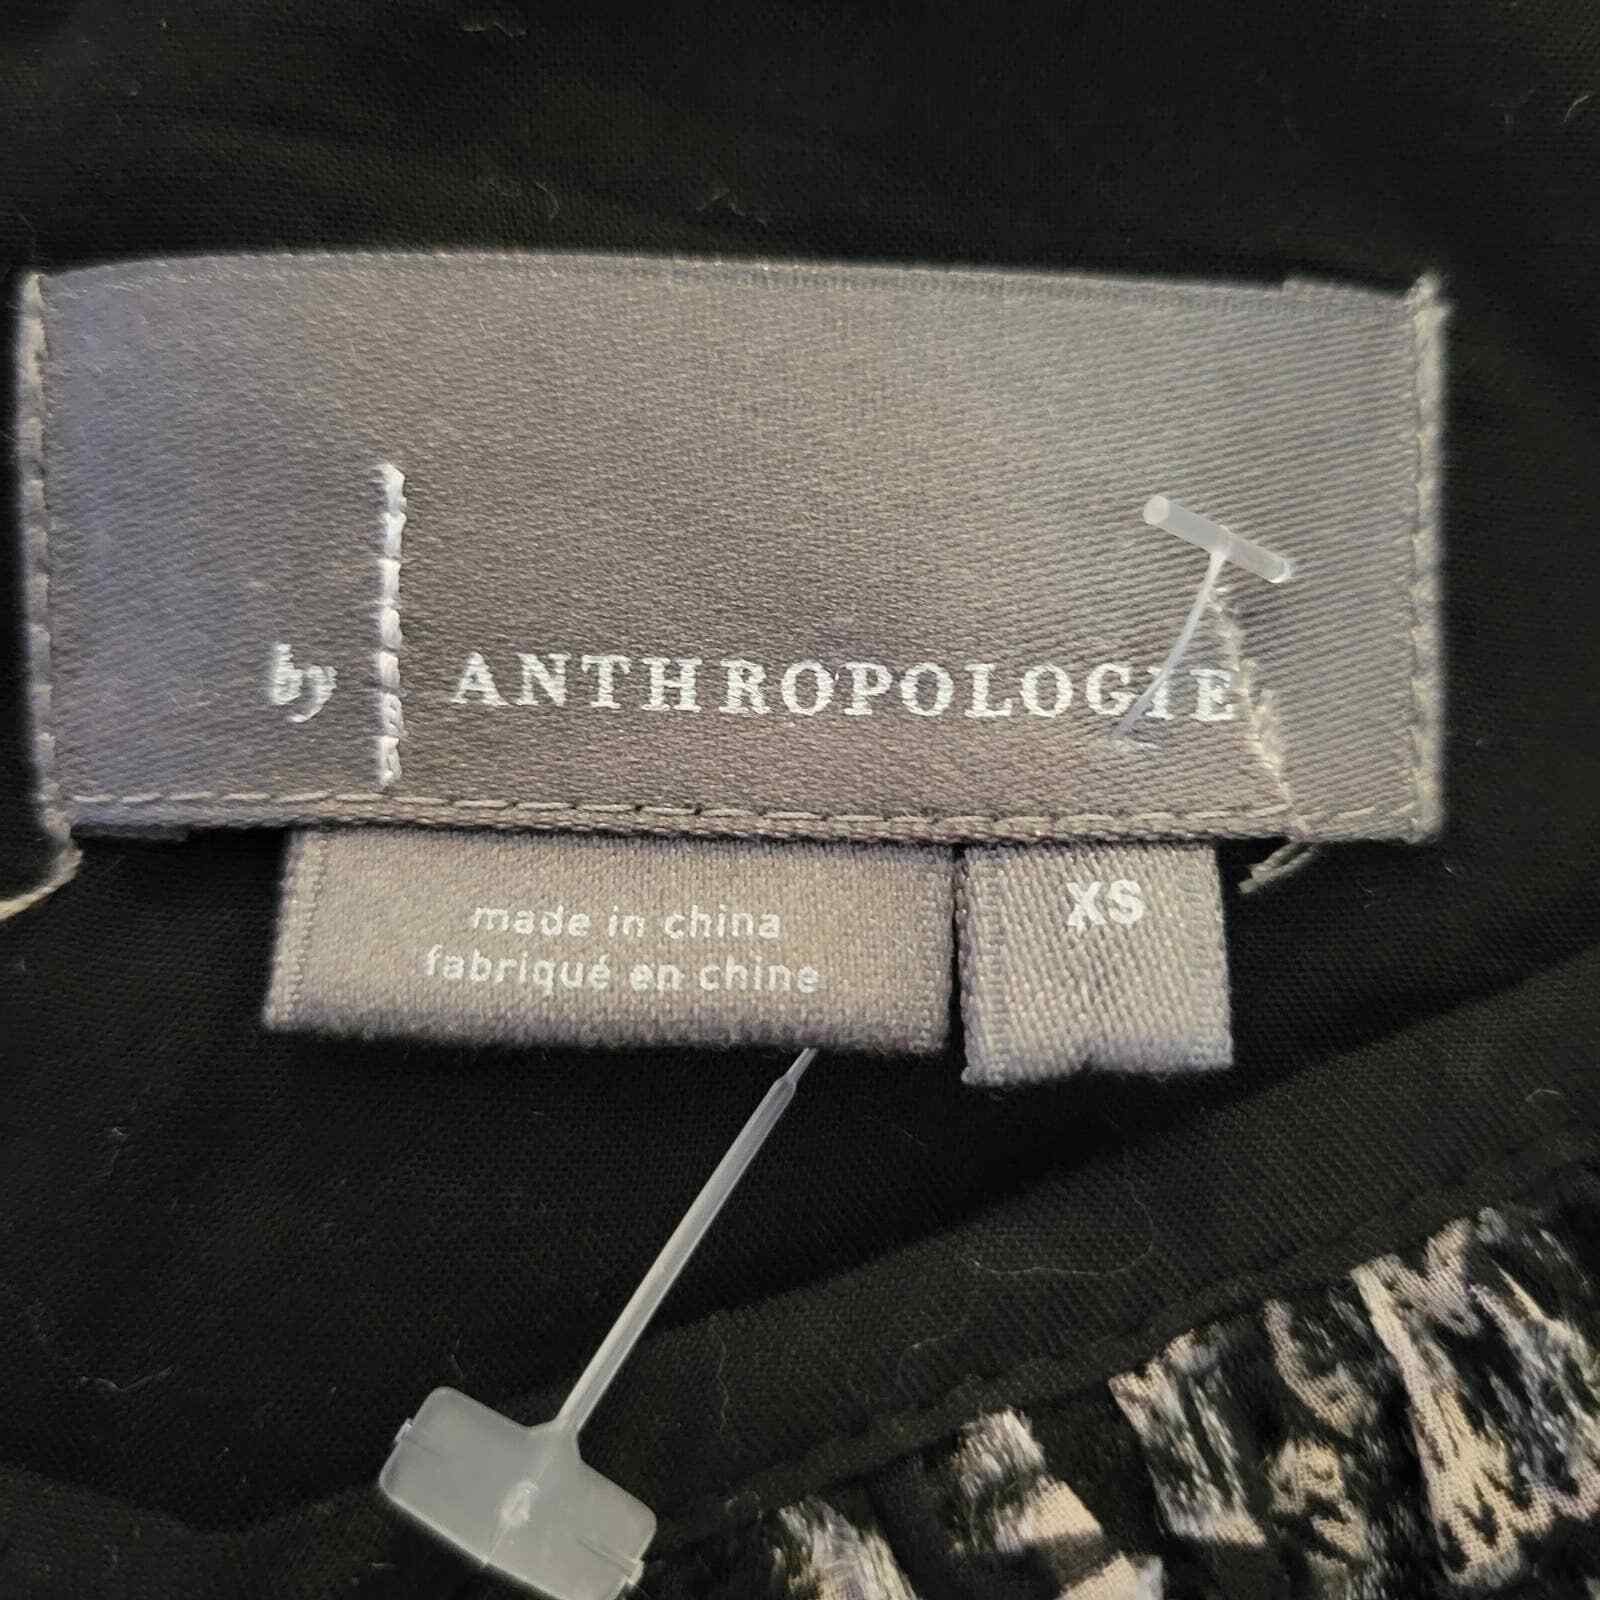 by ANTHROPOLOGIE
made in china
fabriqué en chine
XS